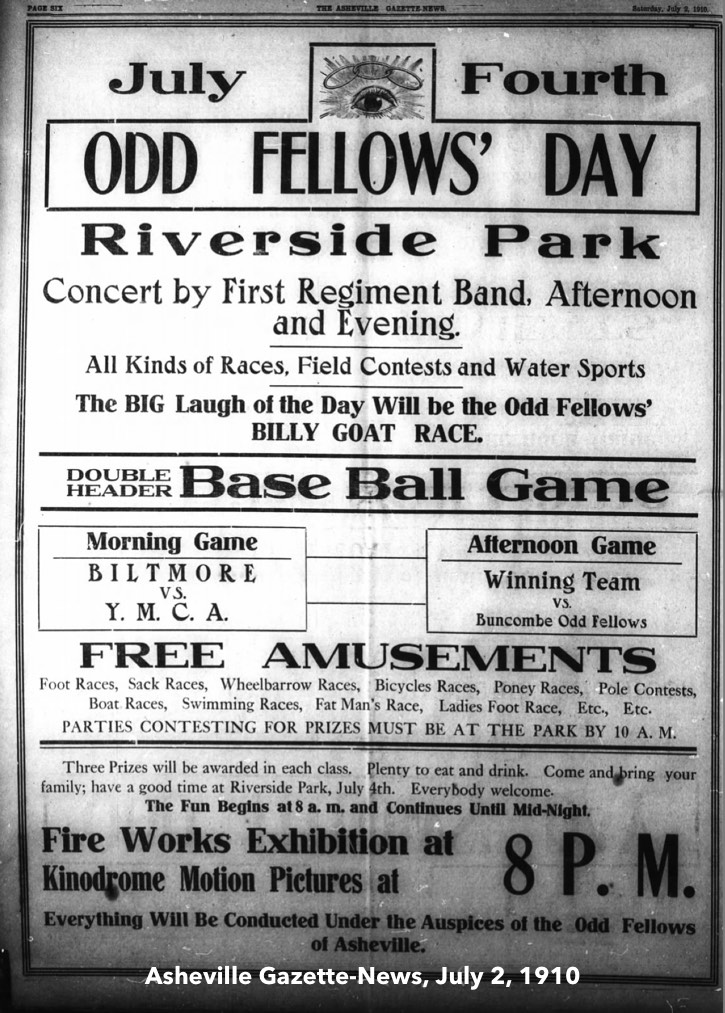 PAGE SIX
THE ASHEVILLE GAZETTE-NEWS.
Saturday, July 2, 1910.
July Fourth
ODD FELLOWS' DAY
Riverside Park
Concert by First Regiment Band, Afternoon
and Evening.
All Kinds of Races, Field Contests and Water Sports
The BIG Laugh of the Day Will be the Odd Fellows'
BILLY GOAT RACE.
DOUBLE
HEADER
Base Ball Game
Morning Game
BILTMORE
VS.
Y. M. C. A.
Afternoon Game
Winning Team
VS.
Buncombe Odd Fellows
FREE AMUSEMENTS
Foot Races, Sack Races, Wheelbarrow Races, Bicycles Races, Poney Races, Pole Contests,
Boat Races, Swimming Races, Fat Man's Race, Ladies Foot Race, Etc., Etc.
PARTIES CONTESTING FOR PRIZES MUST BE AT THE PARK BY 10 A. M.
Three Prizes will be awarded in each class. Plenty to eat and drink. Come and bring your
family; have a good time at Riverside Park, July 4th. Everybody welcome.
The Fun Begins at 8 a. m. and Continues Until Mid-Night.
Fire Works Exhibition at
Kinodrome Motion Pictures at
8 P. M.
Everything Will Be Conducted Under the Auspices of the Odd Fellows
of Asheville.
Asheville Gazette-News, July 2, 1910